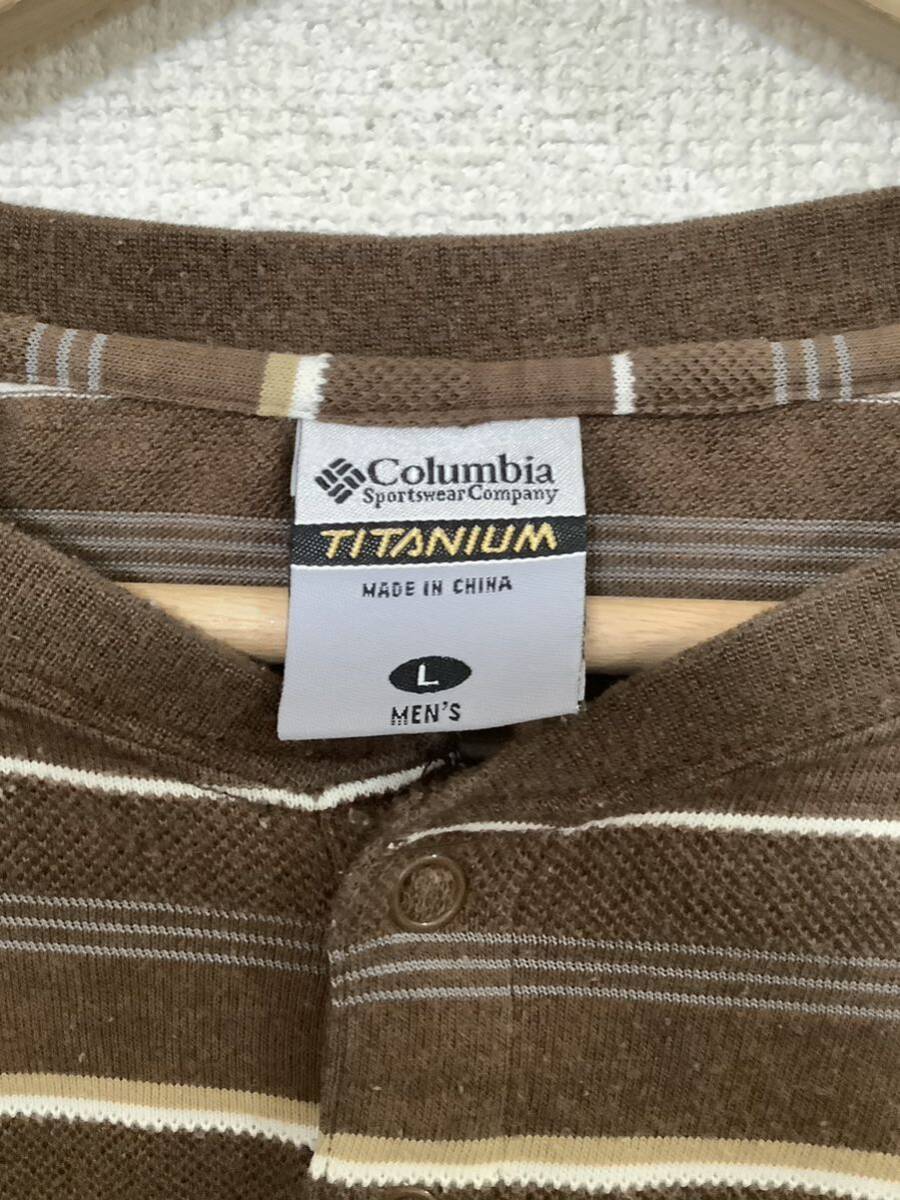 Columbia
Sportswear Company
TITANIUM
MADE IN CHINA
L
MEN'S